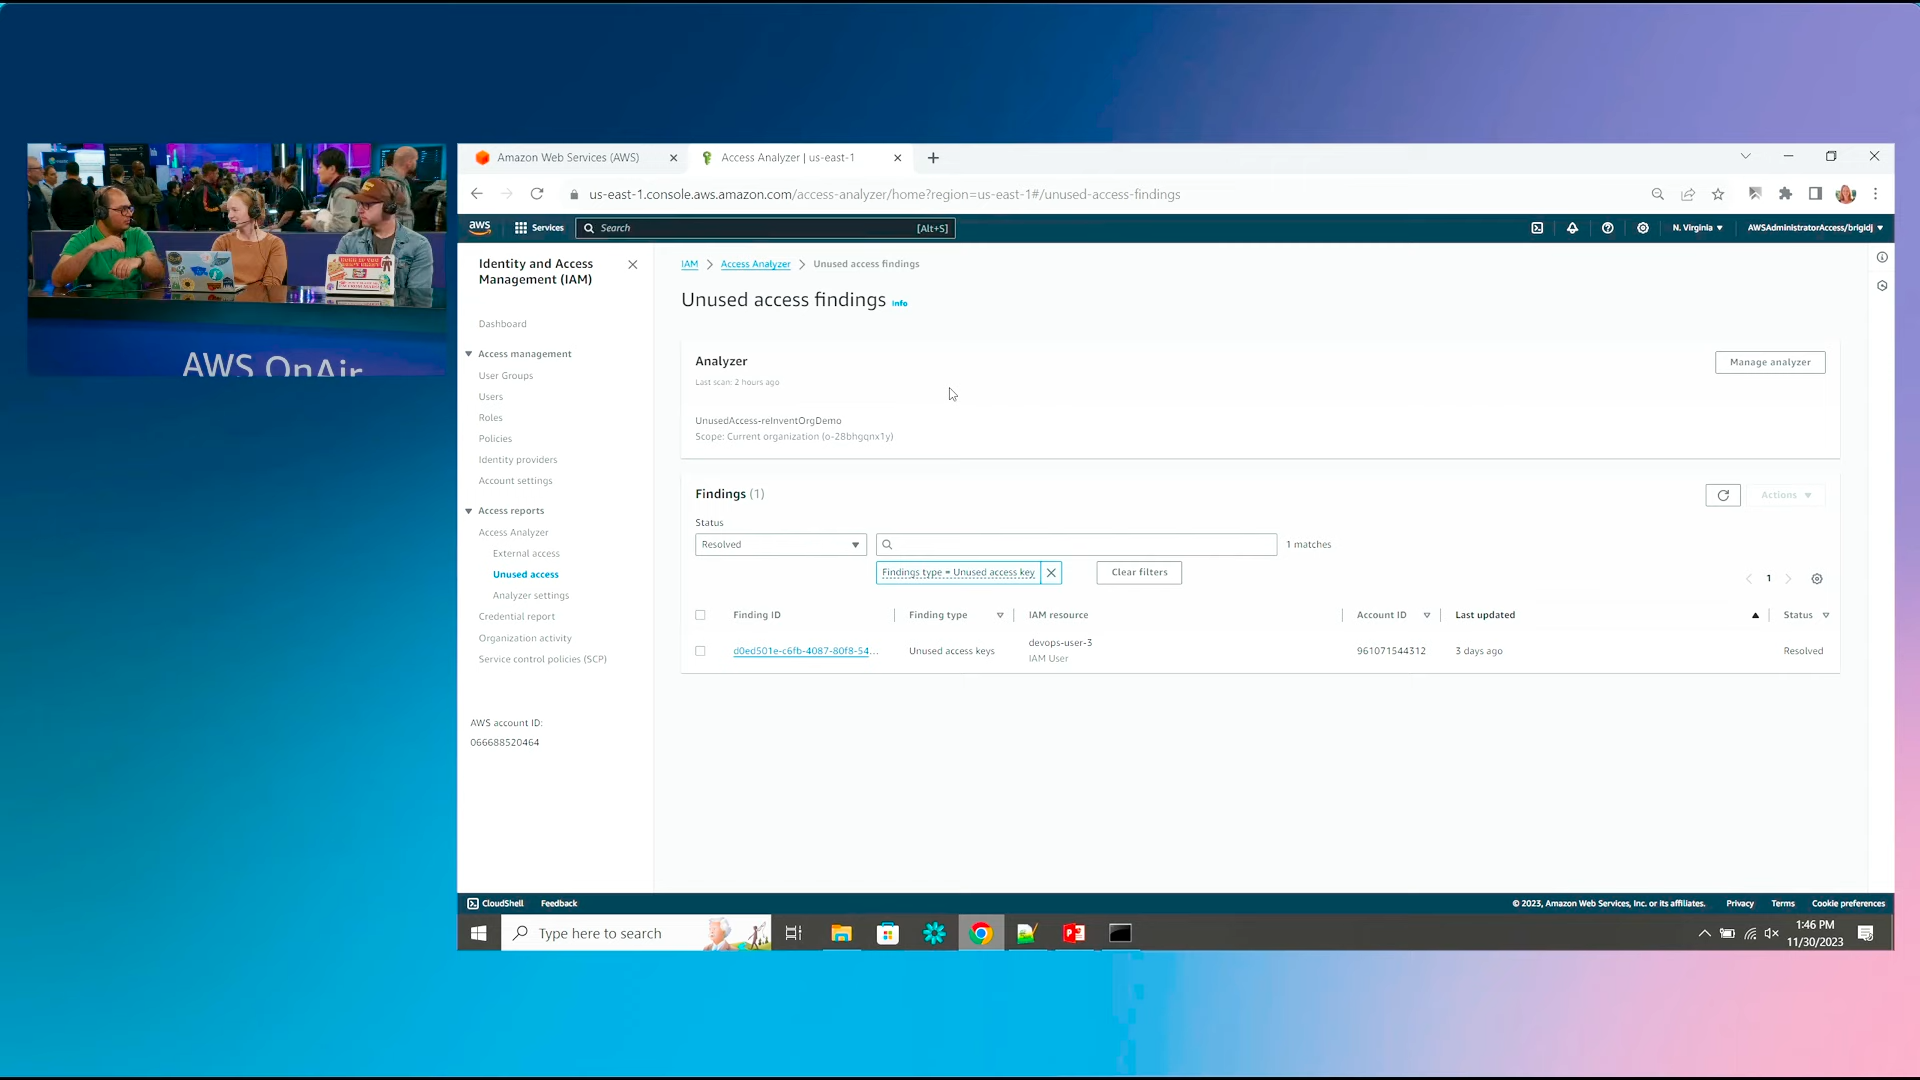 AWS OnAir
Amazon Web Services (AWS)
Access Analyzer | us-east-1
us-east-1.console.aws.amazon.com/access-analyzer/home?region=us-east-1#/unused-access-findings
aws
Services
Search
[Alt+S]
N. Virginia
AWSAdministratorAccess/brigidj
Identity and Access
Management (IAM)
Dashboard
Access management
User Groups
Users
Roles
Policies
Identity providers
Account settings
Access reports
Access Analyzer
External access
Unused access
Analyzer settings
Credential report
Organization activity
Service control policies (SCP)
AWS account ID:
066688520464
IAM > Access Analyzer > Unused access findings
Unused access findings Info
Analyzer
Last scan: 2 hours ago
Manage analyzer
UnusedAccess-reInventOrgDemo
Scope: Current organization (o-28bhgqnx1y)
Findings (1)
Actions
Status
Resolved
1 matches
Findings type = Unused access key
Clear filters
1
Finding ID Finding type IAM resource Account ID Last updated Status
d0ed501e-c6fb-4087-80f8-54... Unused access keys devops-user-3 961071544312 3 days ago Resolved
IAM User
CloudShell Feedback
© 2023, Amazon Web Services, Inc. or its affiliates. Privacy Terms Cookie preferences
Type here to search
1:46 PM
11/30/2023